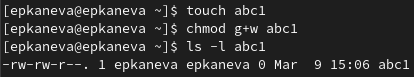 [epkaneva@epkaneva ~]$ touch abc1
[epkaneva@epkaneva ~]$ chmod g+w abc1
[epkaneva@epkaneva ~]$ ls -l abc1
-rw-rw-r--. 1 epkaneva epkaneva 0 Mar  9 15:06 abc1